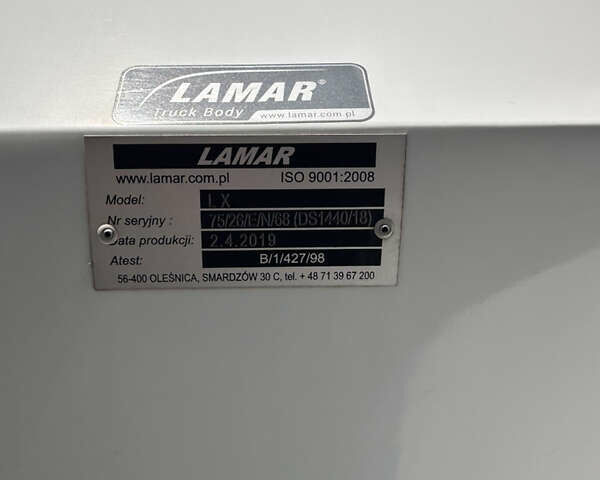 LAMAR®
Truck Body www.lamar.com.pl
LAMAR
www.lamar.com.pl ISO 9001:2008
Model: LX
Nr seryjny : 75/26/E/N/68 (DS1440/18)
Data produkcji: 2.4.2019
Atest: B/1/427/98
56-400 OLEŚNICA, SMARDZÓW 30 C, tel. + 48 71 39 67 200